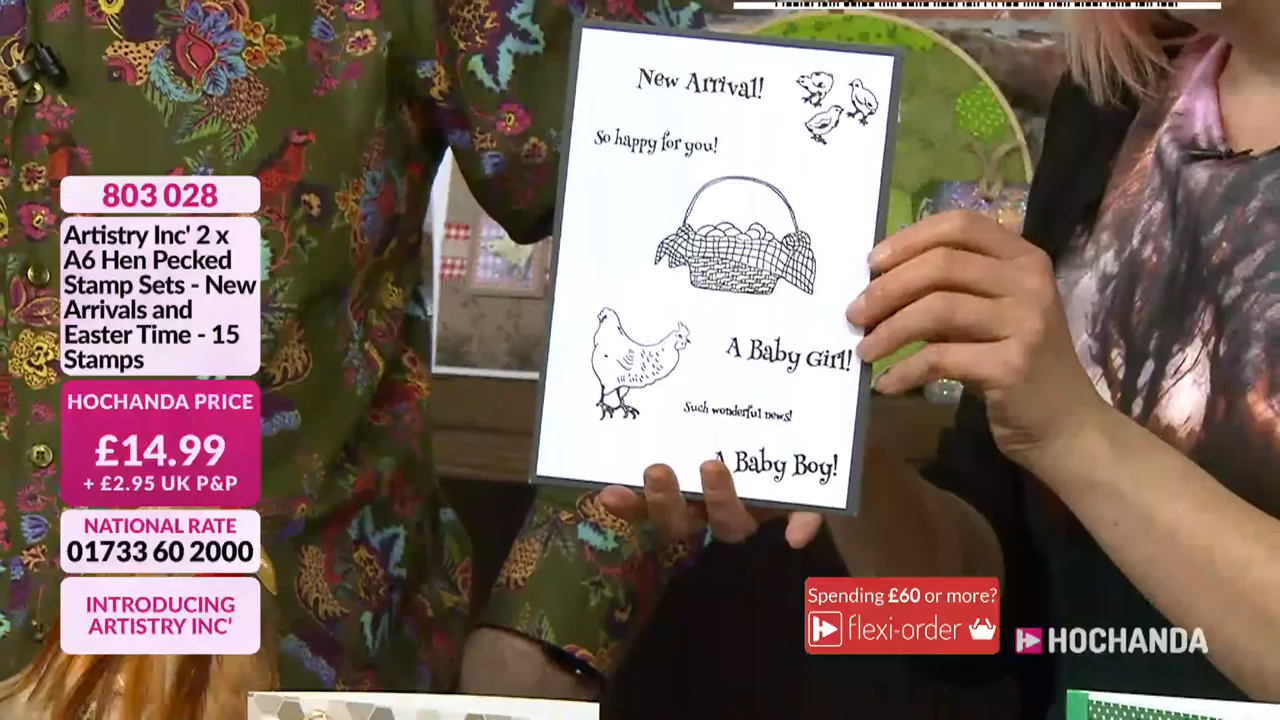 803 028
Artistry Inc' 2 x
A6 Hen Pecked
Stamp Sets - New
Arrivals and
Easter Time - 15
Stamps
HOCHANDA PRICE
£14.99
+ £2.95 UK P&P
NATIONAL RATE
01733 60 2000
INTRODUCING
ARTISTRY INC'
New Arrival!
So happy for you!
A Baby Girl!
Such wonderful news!
A Baby Boy!
Spending £60 or more?
flexi-order
HOCHANDA